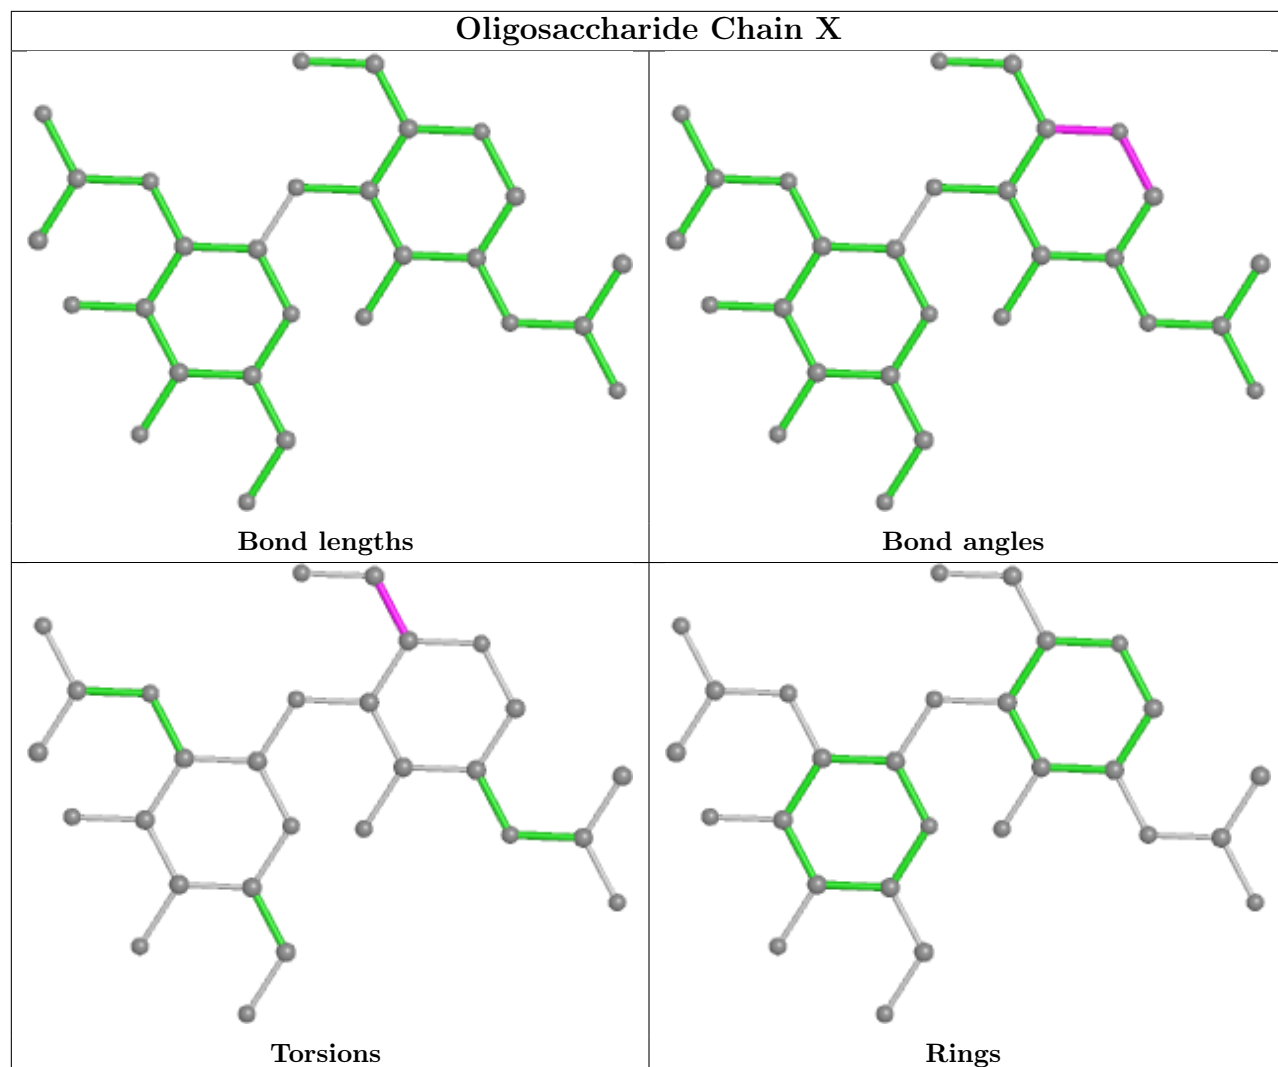 Oligosaccharide Chain X
Bond lengths
Bond angles
Torsions
Rings